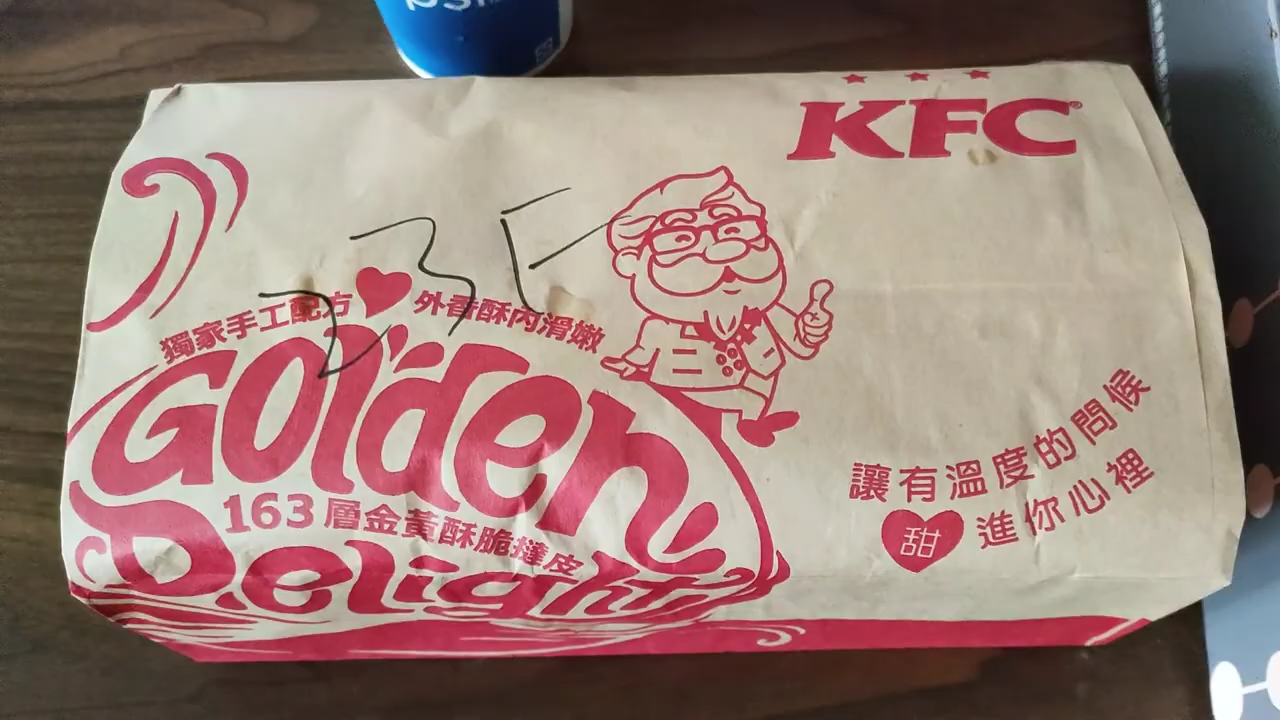 KFC
23F
獨家手工配方 外香酥內滑嫩
Golden
163層金黃酥脆撻皮
Delight
讓有溫度的問候
甜進你心裡